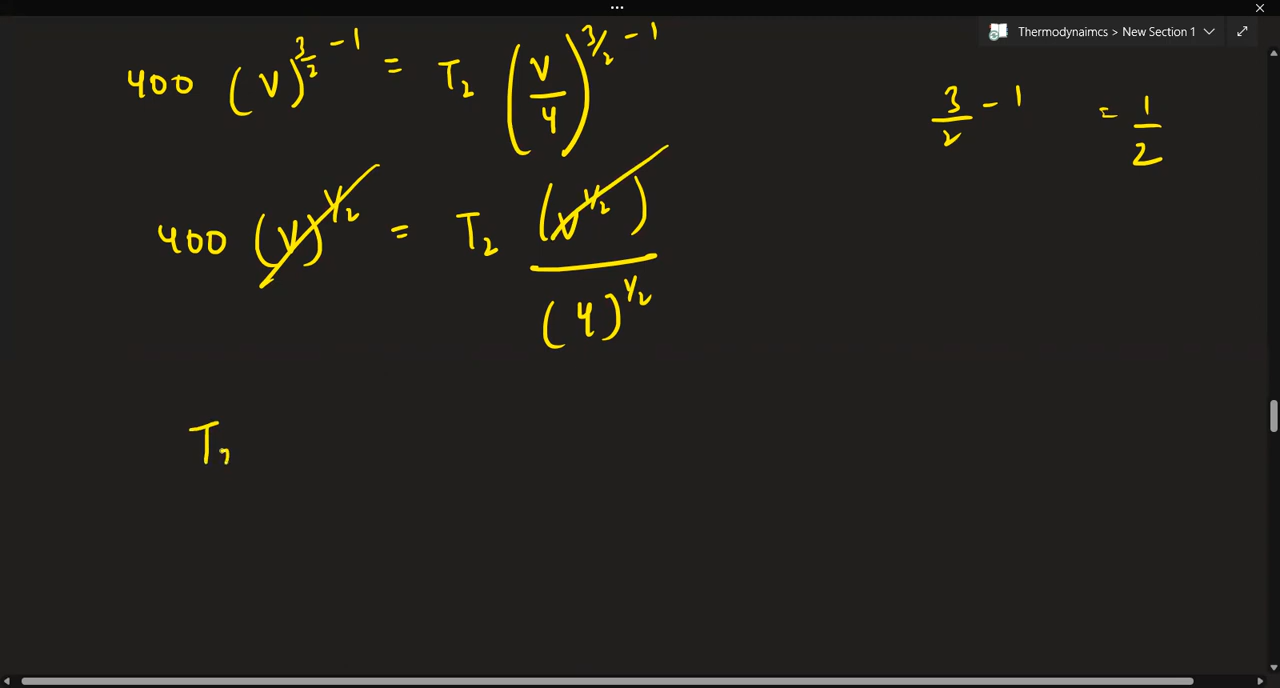 Thermodynaimcs > New Section 1
400 (V)^{3/2 - 1} = T₂ (V/4)^{3/2 - 1}
3/2 - 1 = 1/2
400 (V)^{1/2} = T₂ (V^{1/2}) / (4)^{1/2}
T₂